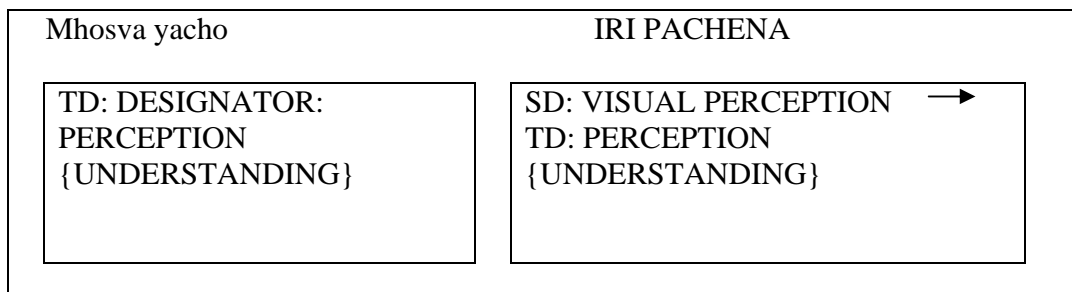 Mhosva yacho IRI PACHENA
TD: DESIGNATOR:
PERCEPTION
{UNDERSTANDING}
SD: VISUAL PERCEPTION →
TD: PERCEPTION
{UNDERSTANDING}